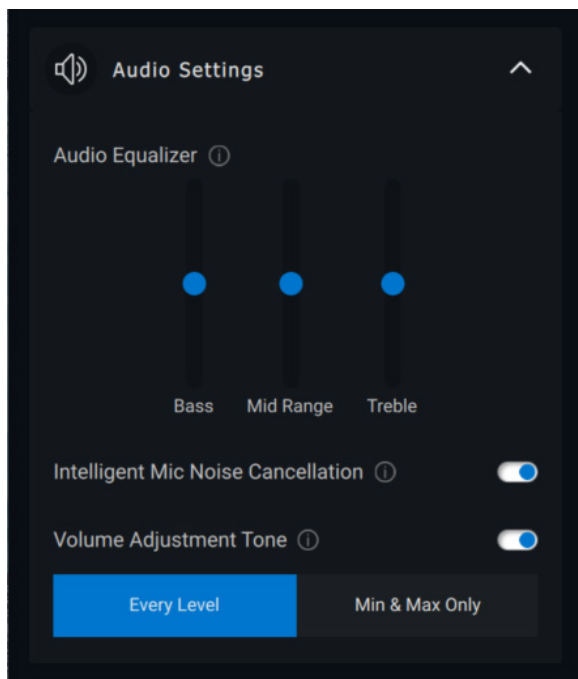 Audio Settings
Audio Equalizer
Bass Mid Range Treble
Intelligent Mic Noise Cancellation
Volume Adjustment Tone
Every Level Min & Max Only